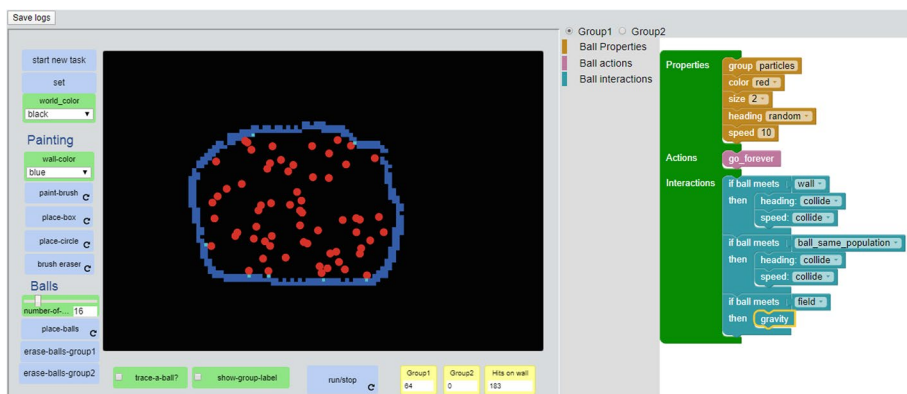 Save logs
Group1 Group2
Ball Properties
Ball actions
Ball interactions
start new task
set
world_color
black
Painting
wall-color
blue
paint-brush
place-box
place-circle
brush eraser
Balls
number-of-... 16
place-balls
erase-balls-group1
erase-balls-group2
trace-a-ball?
show-group-label
run/stop
Group1
64
Group2
0
Hits on wall
183
Properties
group particles
color red
size 2
heading random
speed 10
Actions
go_forever
Interactions
if ball meets : wall
then heading: collide
speed: collide
if ball meets : ball_same_population
then heading: collide
speed: collide
if ball meets : field
then gravity